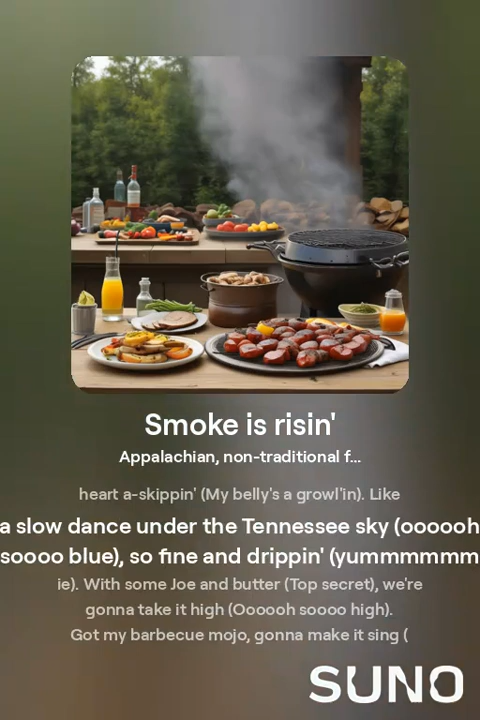 Smoke is risin'
Appalachian, non-traditional f...
heart a-skippin' (My belly's a growl'in). Like
a slow dance under the Tennessee sky (oooooh
soooo blue), so fine and drippin' (yummmmmm
ie). With some Joe and butter (Top secret), we're
gonna take it high (Oooooh soooo high).
Got my barbecue mojo, gonna make it sing (
SUNO